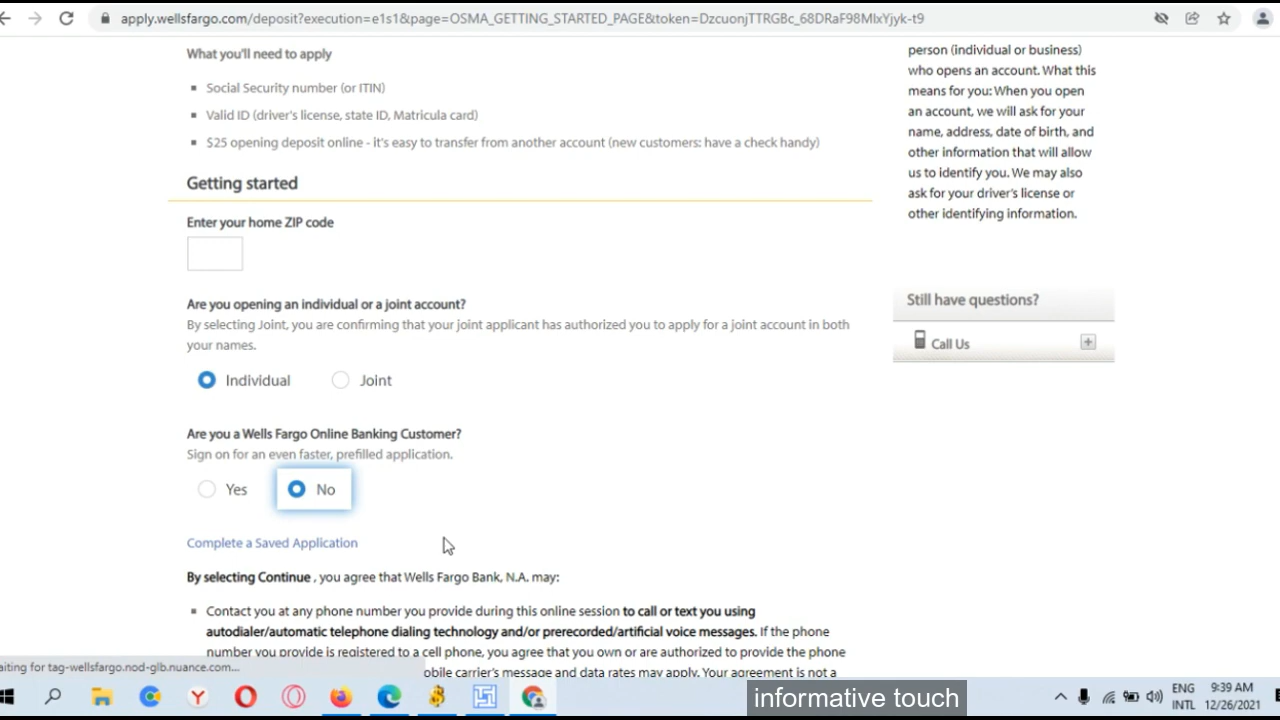 apply.wellsfargo.com/deposit?execution=e1s1&page=OSMA_GETTING_STARTED_PAGE&token=DzcuonjTTRGBc_68DRaF98MlxYjyk-t9
What you'll need to apply
Social Security number (or ITIN)
Valid ID (driver's license, state ID, Matricula card)
$25 opening deposit online - it's easy to transfer from another account (new customers: have a check handy)
Getting started
Enter your home ZIP code
Are you opening an individual or a joint account?
By selecting Joint, you are confirming that your joint applicant has authorized you to apply for a joint account in both
your names.
Individual Joint
Are you a Wells Fargo Online Banking Customer?
Sign on for an even faster, prefilled application.
Yes No
Complete a Saved Application
By selecting Continue , you agree that Wells Fargo Bank, N.A. may:
Contact you at any phone number you provide during this online session to call or text you using
autodialer/automatic telephone dialing technology and/or prerecorded/artificial voice messages. If the phone
number you provide is registered to a cell phone, you agree that you own or are authorized to provide the phone
obile carrier's message and data rates may apply. Your agreement is not a
person (individual or business)
who opens an account. What this
means for you: When you open
an account, we will ask for your
name, address, date of birth, and
other information that will allow
us to identify you. We may also
ask for your driver's license or
other identifying information.
Still have questions?
Call Us
aiting for tag-wellsfargo.nod-glb.nuance.com...
informative touch
ENG
INTL
9:39 AM
12/26/2021